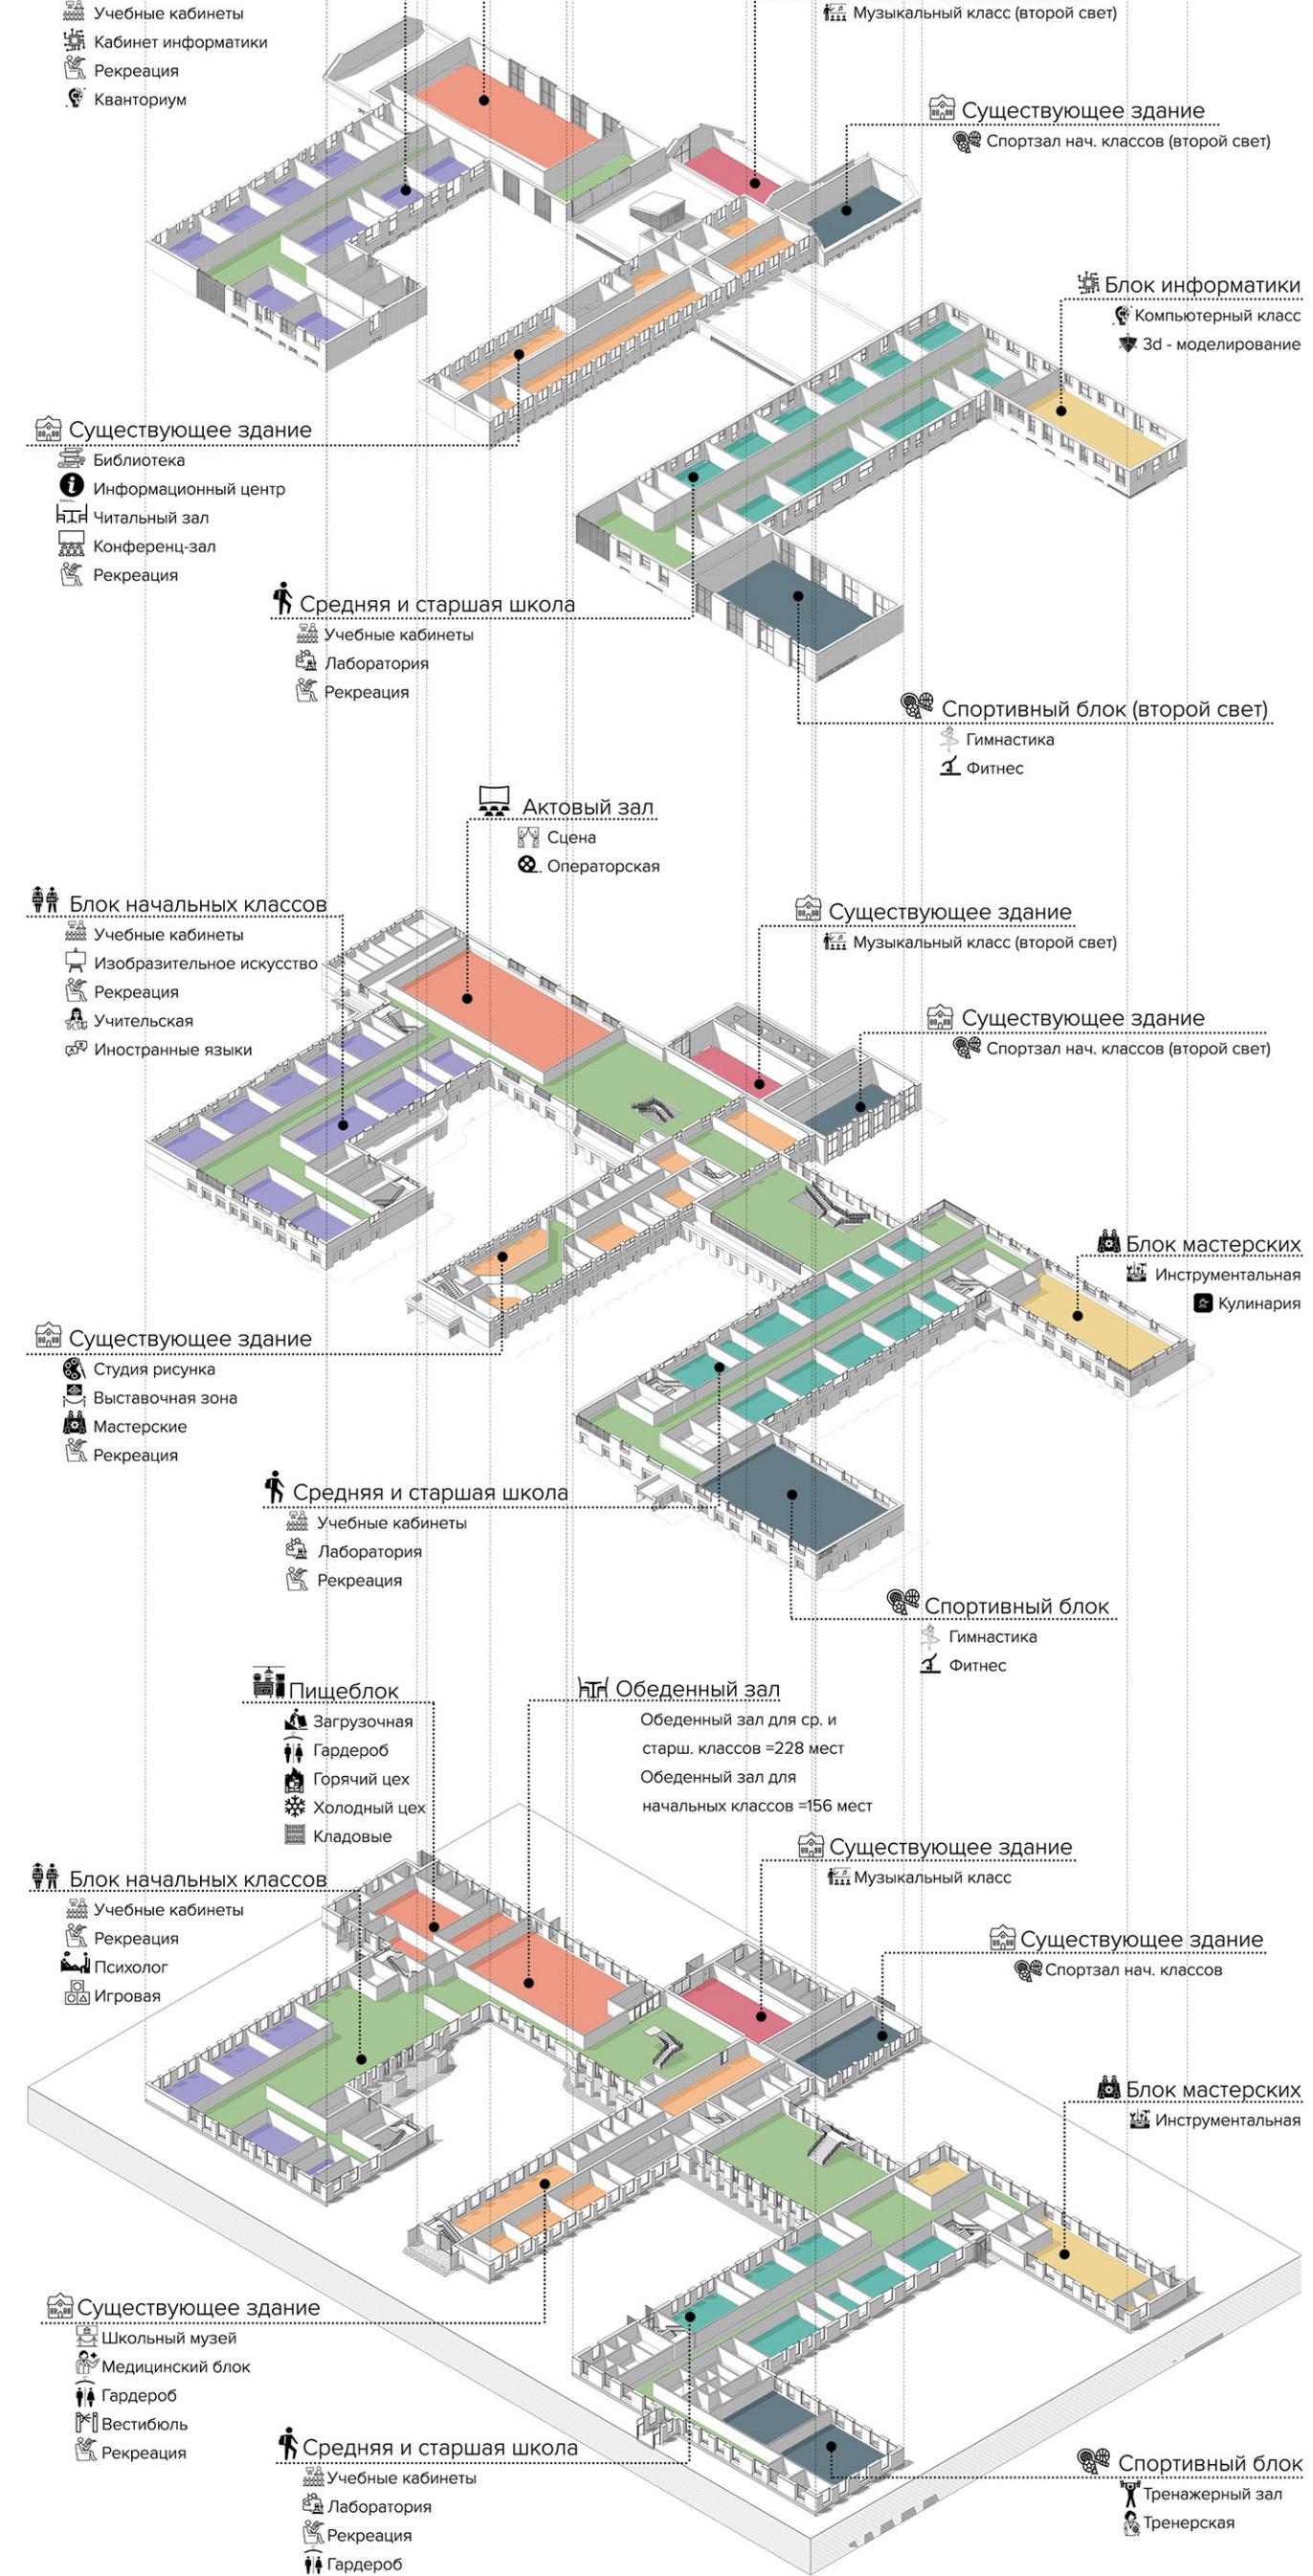 Учебные кабинеты
Кабинет информатики
Рекреация
Кванториум
Музыкальный класс (второй свет)
Существующее здание
Спортзал нач. классов (второй свет)
Блок информатики
Компьютерный класс
3d - моделирование
Существующее здание
Библиотека
Информационный центр
Читальный зал
Конференц-зал
Рекреация
Средняя и старшая школа
Учебные кабинеты
Лаборатория
Рекреация
Спортивный блок (второй свет)
Гимнастика
Фитнес
Актовый зал
Сцена
Операторская
Блок начальных классов
Учебные кабинеты
Изобразительное искусство
Рекреация
Учительская
Иностранные языки
Существующее здание
Музыкальный класс (второй свет)
Существующее здание
Спортзал нач. классов (второй свет)
Блок мастерских
Инструментальная
Кулинария
Существующее здание
Студия рисунка
Выставочная зона
Мастерские
Рекреация
Средняя и старшая школа
Учебные кабинеты
Лаборатория
Рекреация
Спортивный блок
Гимнастика
Фитнес
Пищеблок
Загрузочная
Гардероб
Горячий цех
Холодный цех
Кладовые
Обеденный зал
Обеденный зал для ср. и
старш. классов =228 мест
Обеденный зал для
начальных классов =156 мест
Блок начальных классов
Учебные кабинеты
Рекреация
Психолог
Игровая
Существующее здание
Музыкальный класс
Существующее здание
Спортзал нач. классов
Блок мастерских
Инструментальная
Существующее здание
Школьный музей
Медицинский блок
Гардероб
Вестибюль
Рекреация
Средняя и старшая школа
Учебные кабинеты
Лаборатория
Рекреация
Гардероб
Спортивный блок
Тренажерный зал
Тренерская